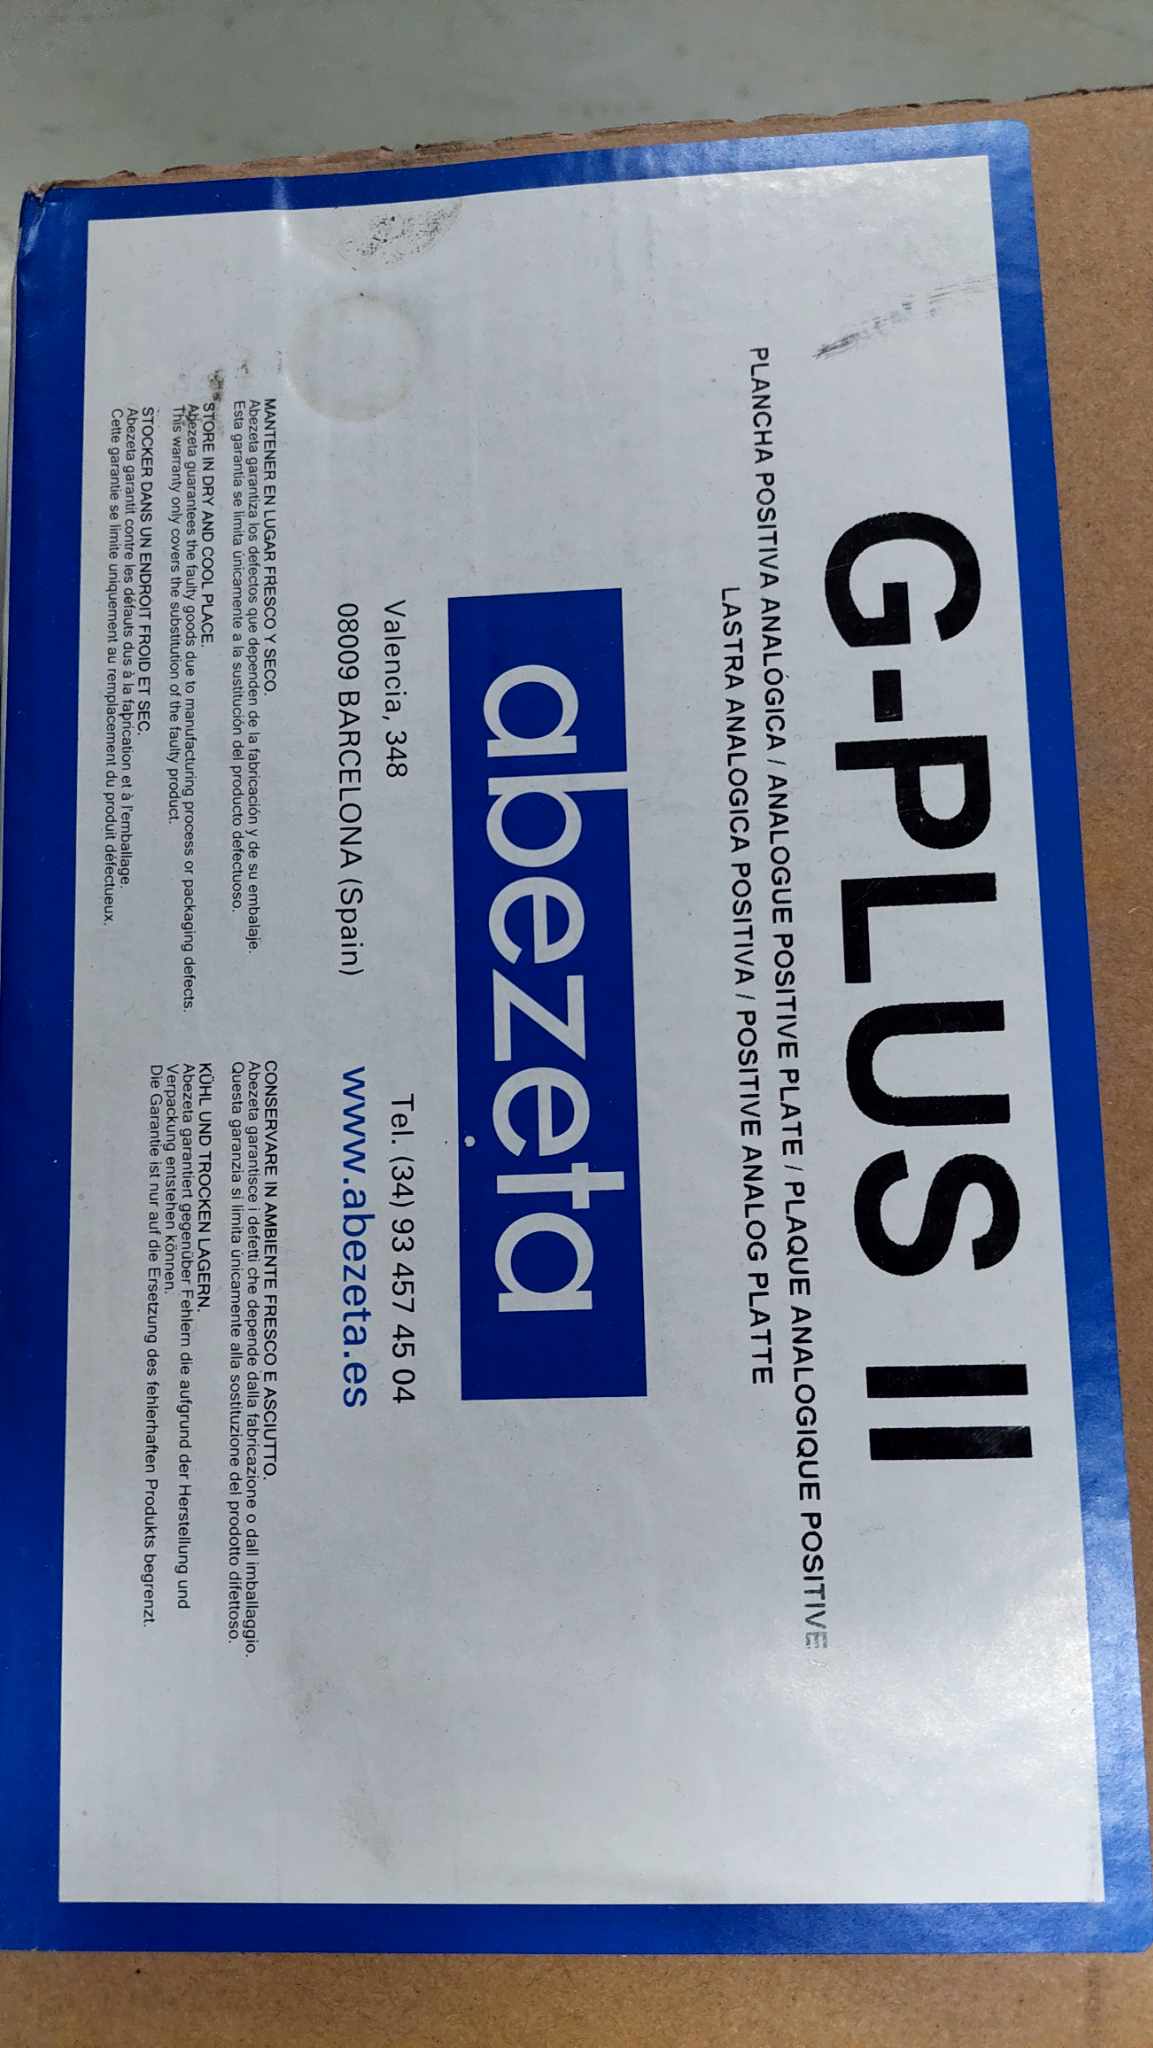 G-PLUS II
PLANCHA POSITIVA ANALÓGICA / ANALOGUE POSITIVE PLATE / PLAQUE ANALOGIQUE POSITIVE
LASTRA ANALOGICA POSITIVA / POSITIVE ANALOG PLATTE
abezeta
Valencia, 348
08009 BARCELONA (Spain)
Tel. (34) 93 457 45 04
www.abezeta.es
MANTENER EN LUGAR FRESCO Y SECO.
Abezeta garantiza los defectos que dependen de la fabricación y de su embalaje.
Esta garantia se limita únicamente a la sustitución del producto defectuoso.
STORE IN DRY AND COOL PLACE.
Abezeta guarantees the faulty goods due to manufacturing process or packaging defects.
This warranty only covers the substitution of the faulty product.
STOCKER DANS UN ENDROIT FROID ET SEC.
Abezeta garantit contre les défauts dus à la fabrication et à l'emballage.
Cette garantie se limite uniquement au remplacement du produit défectueux.
CONSERVARE IN AMBIENTE FRESCO E ASCIUTTO.
Abezeta garantisce i defetti che depende dalla fabricazione o dall imballaggio.
Questa garanzia si limita únicamente alla sostituzione del prodotto difettoso.
KÜHL UND TROCKEN LAGERN.
Abezeta garantiert gegenüber Fehlern die aufgrund der Herstellung und
Verpackung entstehen können.
Die Garantie ist nur auf die Ersetzung des fehlerhaften Produkts begrenzt.